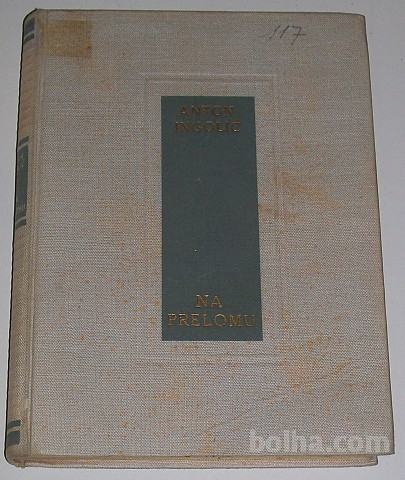 117
ANTON
INGOLIČ
NA
PRELOMU
bolha.com